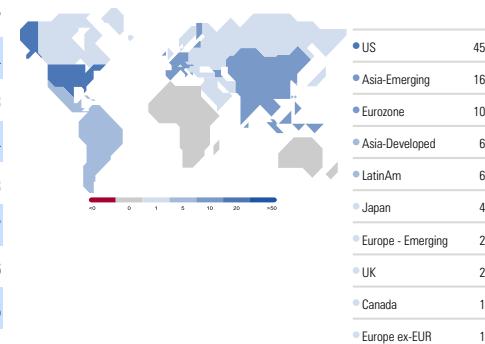 <0 0 1 5 10 20 >50
US 45
Asia-Emerging 16
Eurozone 10
Asia-Developed 6
LatinAm 6
Japan 4
Europe - Emerging 2
UK 2
Canada 1
Europe ex-EUR 1